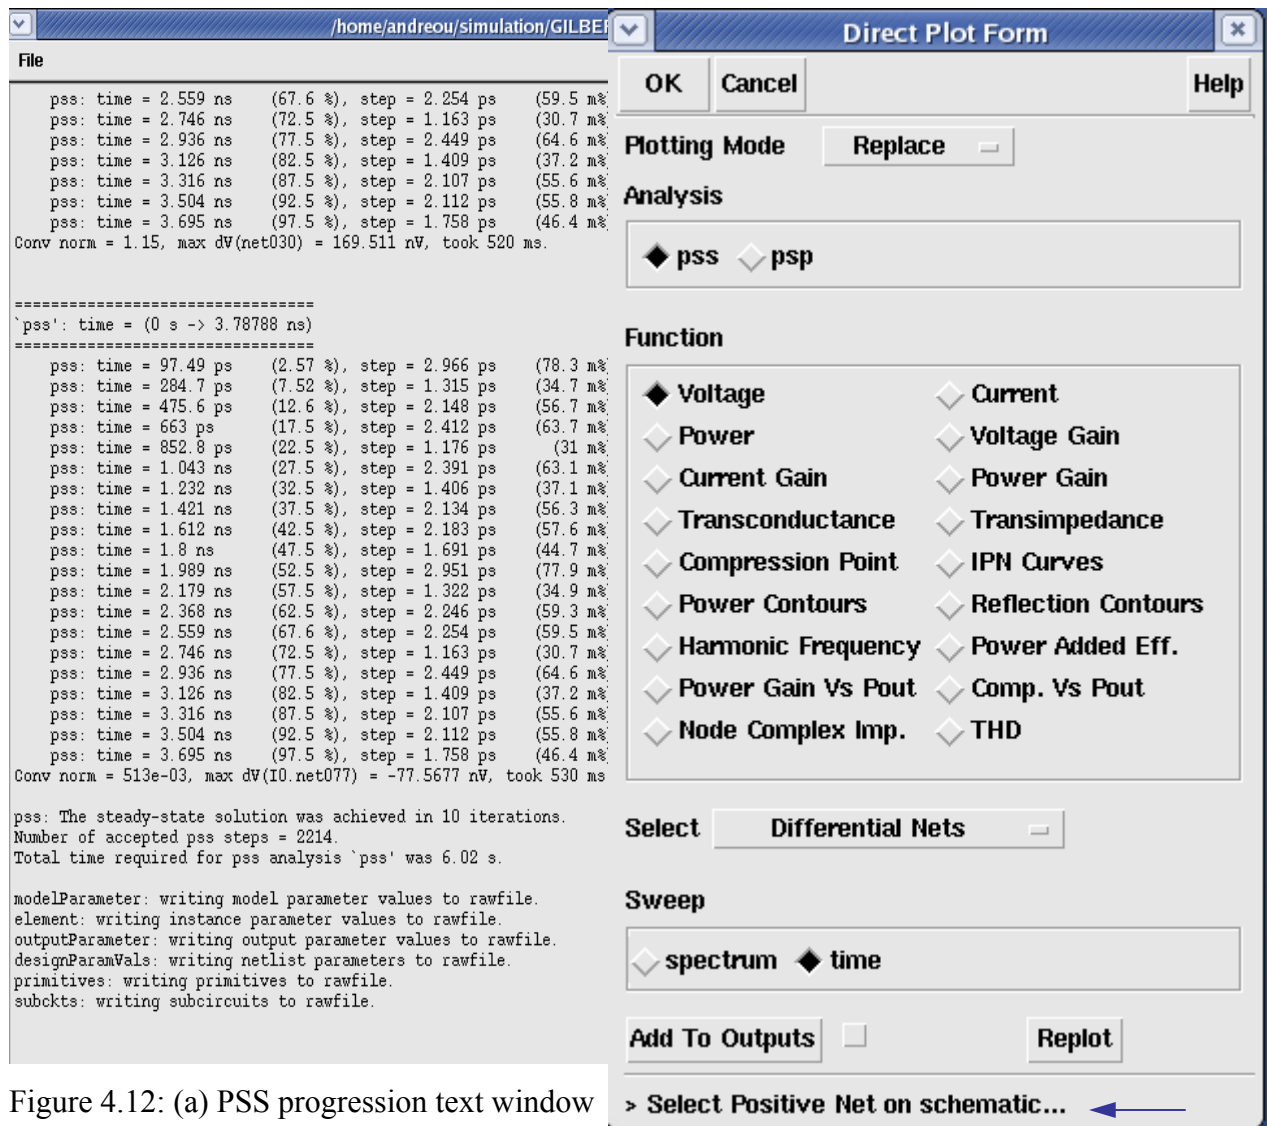 /home/andreou/simulation/GILBER
File
pss: time = 2.559 ns (67.6 %), step = 2.254 ps (59.5 m%
pss: time = 2.746 ns (72.5 %), step = 1.163 ps (30.7 m%
pss: time = 2.936 ns (77.5 %), step = 2.449 ps (64.6 m%
pss: time = 3.126 ns (82.5 %), step = 1.409 ps (37.2 m%
pss: time = 3.316 ns (87.5 %), step = 2.107 ps (55.6 m%
pss: time = 3.504 ns (92.5 %), step = 2.112 ps (55.8 m%
pss: time = 3.695 ns (97.5 %), step = 1.758 ps (46.4 m%
Conv norm = 1.15, max dV(net030) = 169.511 nV, took 520 ms.
=================================
`pss': time = (0 s -> 3.78788 ns)
=================================
pss: time = 97.49 ps (2.57 %), step = 2.966 ps (78.3 m%
pss: time = 284.7 ps (7.52 %), step = 1.315 ps (34.7 m%
pss: time = 475.6 ps (12.6 %), step = 2.148 ps (56.7 m%
pss: time = 663 ps (17.5 %), step = 2.412 ps (63.7 m%
pss: time = 852.8 ps (22.5 %), step = 1.176 ps (31 m%
pss: time = 1.043 ns (27.5 %), step = 2.391 ps (63.1 m%
pss: time = 1.232 ns (32.5 %), step = 1.406 ps (37.1 m%
pss: time = 1.421 ns (37.5 %), step = 2.134 ps (56.3 m%
pss: time = 1.612 ns (42.5 %), step = 2.183 ps (57.6 m%
pss: time = 1.8 ns (47.5 %), step = 1.691 ps (44.7 m%
pss: time = 1.989 ns (52.5 %), step = 2.951 ps (77.9 m%
pss: time = 2.179 ns (57.5 %), step = 1.322 ps (34.9 m%
pss: time = 2.368 ns (62.5 %), step = 2.246 ps (59.3 m%
pss: time = 2.559 ns (67.6 %), step = 2.254 ps (59.5 m%
pss: time = 2.746 ns (72.5 %), step = 1.163 ps (30.7 m%
pss: time = 2.936 ns (77.5 %), step = 2.449 ps (64.6 m%
pss: time = 3.126 ns (82.5 %), step = 1.409 ps (37.2 m%
pss: time = 3.316 ns (87.5 %), step = 2.107 ps (55.6 m%
pss: time = 3.504 ns (92.5 %), step = 2.112 ps (55.8 m%
pss: time = 3.695 ns (97.5 %), step = 1.758 ps (46.4 m%
Conv norm = 513e-03, max dV(I0.net077) = -77.5677 nV, took 530 ms
pss: The steady-state solution was achieved in 10 iterations.
Number of accepted pss steps = 2214.
Total time required for pss analysis `pss' was 6.02 s.
modelParameter: writing model parameter values to rawfile.
element: writing instance parameter values to rawfile.
outputParameter: writing output parameter values to rawfile.
designParamVals: writing netlist parameters to rawfile.
primitives: writing primitives to rawfile.
subckts: writing subcircuits to rawfile.
Figure 4.12: (a) PSS progression text window
Direct Plot Form
OK Cancel Help
Plotting Mode Replace
Analysis
pss psp
Function
Voltage Current
Power Voltage Gain
Current Gain Power Gain
Transconductance Transimpedance
Compression Point IPN Curves
Power Contours Reflection Contours
Harmonic Frequency Power Added Eff.
Power Gain Vs Pout Comp. Vs Pout
Node Complex Imp. THD
Select Differential Nets
Sweep
spectrum time
Add To Outputs Replot
> Select Positive Net on schematic...